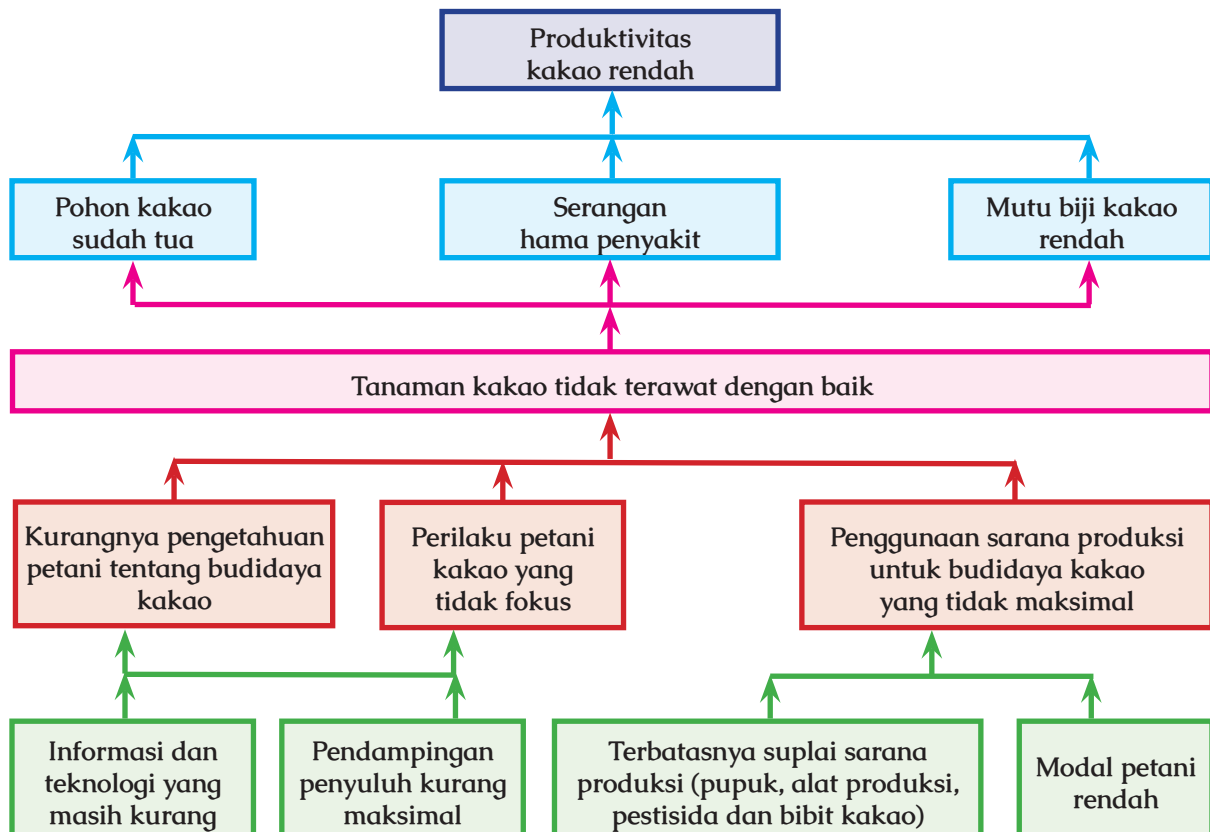 Produktivitas
kakao rendah
Pohon kakao
sudah tua
Serangan
hama penyakit
Mutu biji kakao
rendah
Tanaman kakao tidak terawat dengan baik
Kurangnya pengetahuan
petani tentang budidaya
kakao
Perilaku petani
kakao yang
tidak fokus
Penggunaan sarana produksi
untuk budidaya kakao
yang tidak maksimal
Informasi dan
teknologi yang
masih kurang
Pendampingan
penyuluh kurang
maksimal
Terbatasnya suplai sarana
produksi (pupuk, alat produksi,
pestisida dan bibit kakao)
Modal petani
rendah